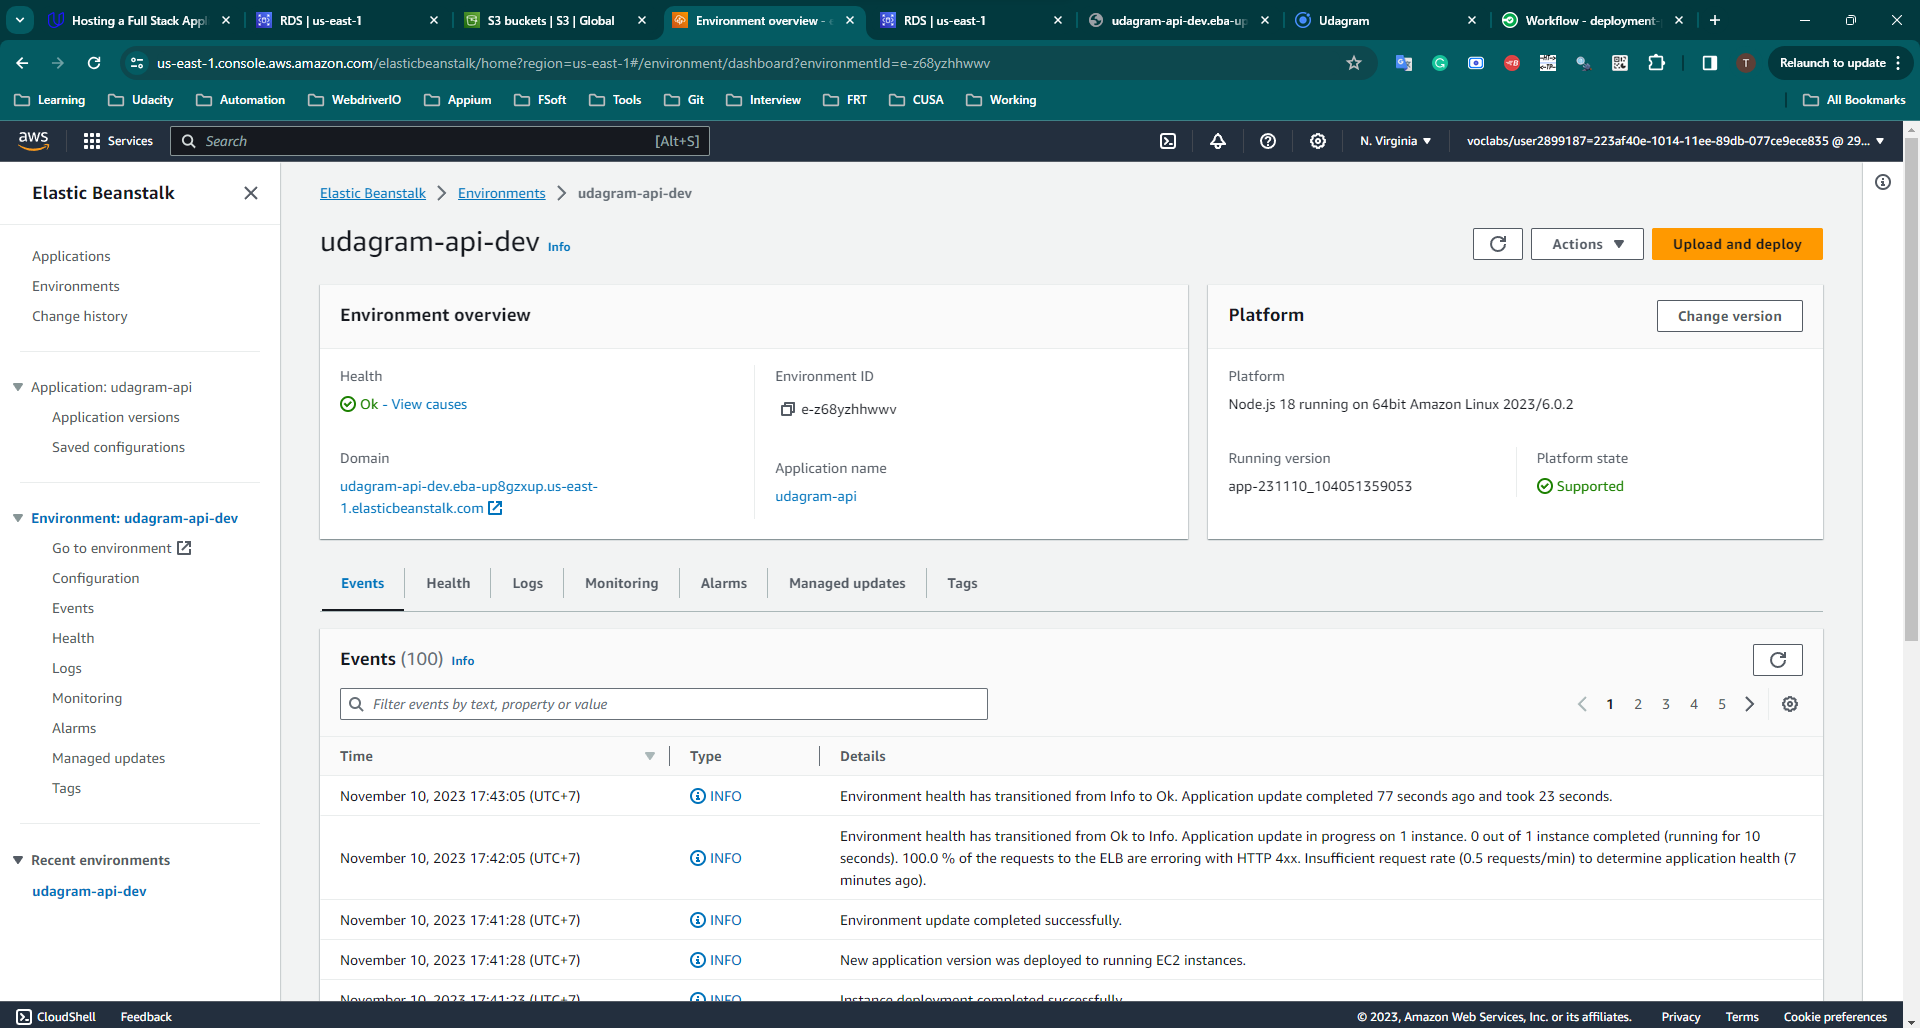 Hosting a Full Stack Appl
RDS | us-east-1
S3 buckets | S3 | Global
Environment overview - e
RDS | us-east-1
udagram-api-dev.eba-up
Udagram
Workflow - deployment-
us-east-1.console.aws.amazon.com/elasticbeanstalk/home?region=us-east-1#/environment/dashboard?environmentId=e-z68yzhhwwv
T
Relaunch to update
Learning
Udacity
Automation
WebdriverIO
Appium
FSoft
Tools
Git
Interview
FRT
CUSA
Working
All Bookmarks
aws
Services
Search
[Alt+S]
N. Virginia
voclabs/user2899187=223af40e-1014-11ee-89db-077ce9ece835 @ 29...
Elastic Beanstalk
Applications
Environments
Change history
Application: udagram-api
Application versions
Saved configurations
Environment: udagram-api-dev
Go to environment
Configuration
Events
Health
Logs
Monitoring
Alarms
Managed updates
Tags
Recent environments
udagram-api-dev
Elastic Beanstalk
Environments
udagram-api-dev
udagram-api-dev Info
Actions
Upload and deploy
Environment overview
Health
Ok - View causes
Domain
udagram-api-dev.eba-up8gzxup.us-east-
1.elasticbeanstalk.com
Environment ID
e-z68yzhhwwv
Application name
udagram-api
Platform
Change version
Platform
Node.js 18 running on 64bit Amazon Linux 2023/6.0.2
Running version
app-231110_104051359053
Platform state
Supported
Events
Health
Logs
Monitoring
Alarms
Managed updates
Tags
Events (100) Info
Filter events by text, property or value
1 2 3 4 5
Time
Type
Details
November 10, 2023 17:43:05 (UTC+7)
INFO
Environment health has transitioned from Info to Ok. Application update completed 77 seconds ago and took 23 seconds.
November 10, 2023 17:42:05 (UTC+7)
INFO
Environment health has transitioned from Ok to Info. Application update in progress on 1 instance. 0 out of 1 instance completed (running for 10
seconds). 100.0 % of the requests to the ELB are erroring with HTTP 4xx. Insufficient request rate (0.5 requests/min) to determine application health (7
minutes ago).
November 10, 2023 17:41:28 (UTC+7)
INFO
Environment update completed successfully.
November 10, 2023 17:41:28 (UTC+7)
INFO
New application version was deployed to running EC2 instances.
November 10, 2023 17:41:23 (UTC+7)
INFO
Instance deployment completed successfully.
CloudShell
Feedback
© 2023, Amazon Web Services, Inc. or its affiliates.
Privacy
Terms
Cookie preferences